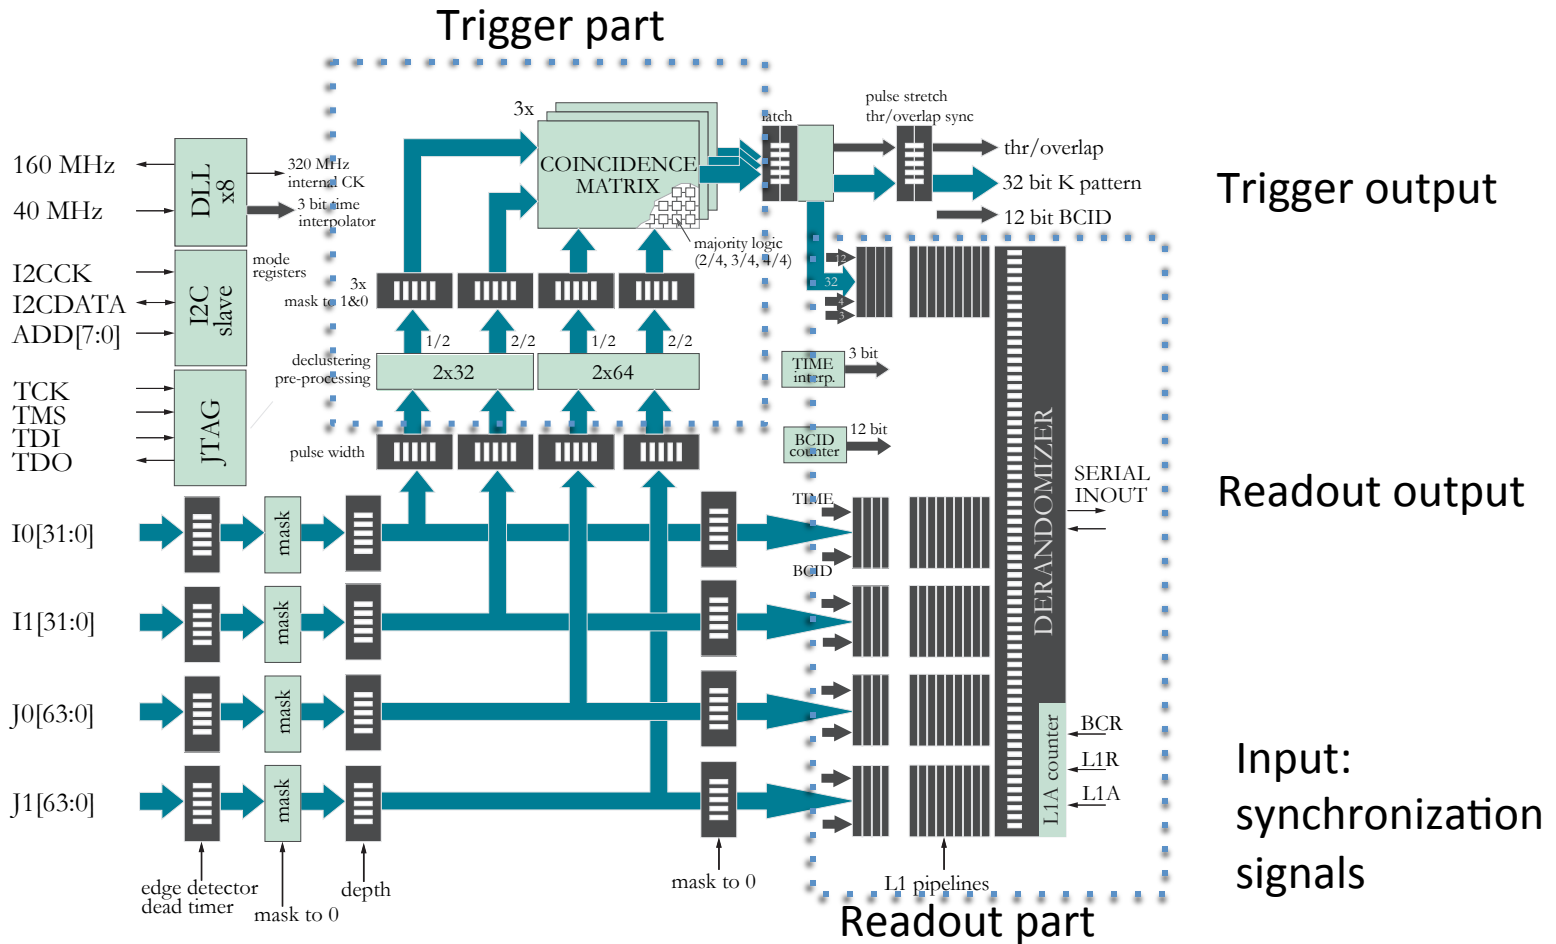 Trigger part
3x
COINCIDENCE
MATRIX
majority logic
(2/4, 3/4, 4/4)
latch
pulse stretch
thr/overlap sync
thr/overlap
32 bit K pattern
12 bit BCID
Trigger output
160 MHz
40 MHz
DLL
x8
320 MHz
internal CK
3 bit time
interpolator
I2CCK
I2CDATA
ADD[7:0]
I2C
slave
mode
registers
TCK
TMS
TDI
TDO
JTAG
3x
mask to 1&0
1/2
2/2
1/2
2/2
declustering
pre-processing
2x32
2x64
pulse width
12
32
4
3
TIME
interp.
3 bit
BCID
counter
12 bit
DERANDOMIZER
SERIAL
INOUT
Readout output
I0[31:0]
mask
TIME
BCID
I1[31:0]
mask
J0[63:0]
mask
J1[63:0]
mask
L1A counter
BCR
L1R
L1A
Input:
synchronization
signals
edge detector
dead timer
mask to 0
depth
mask to 0
L1 pipelines
Readout part